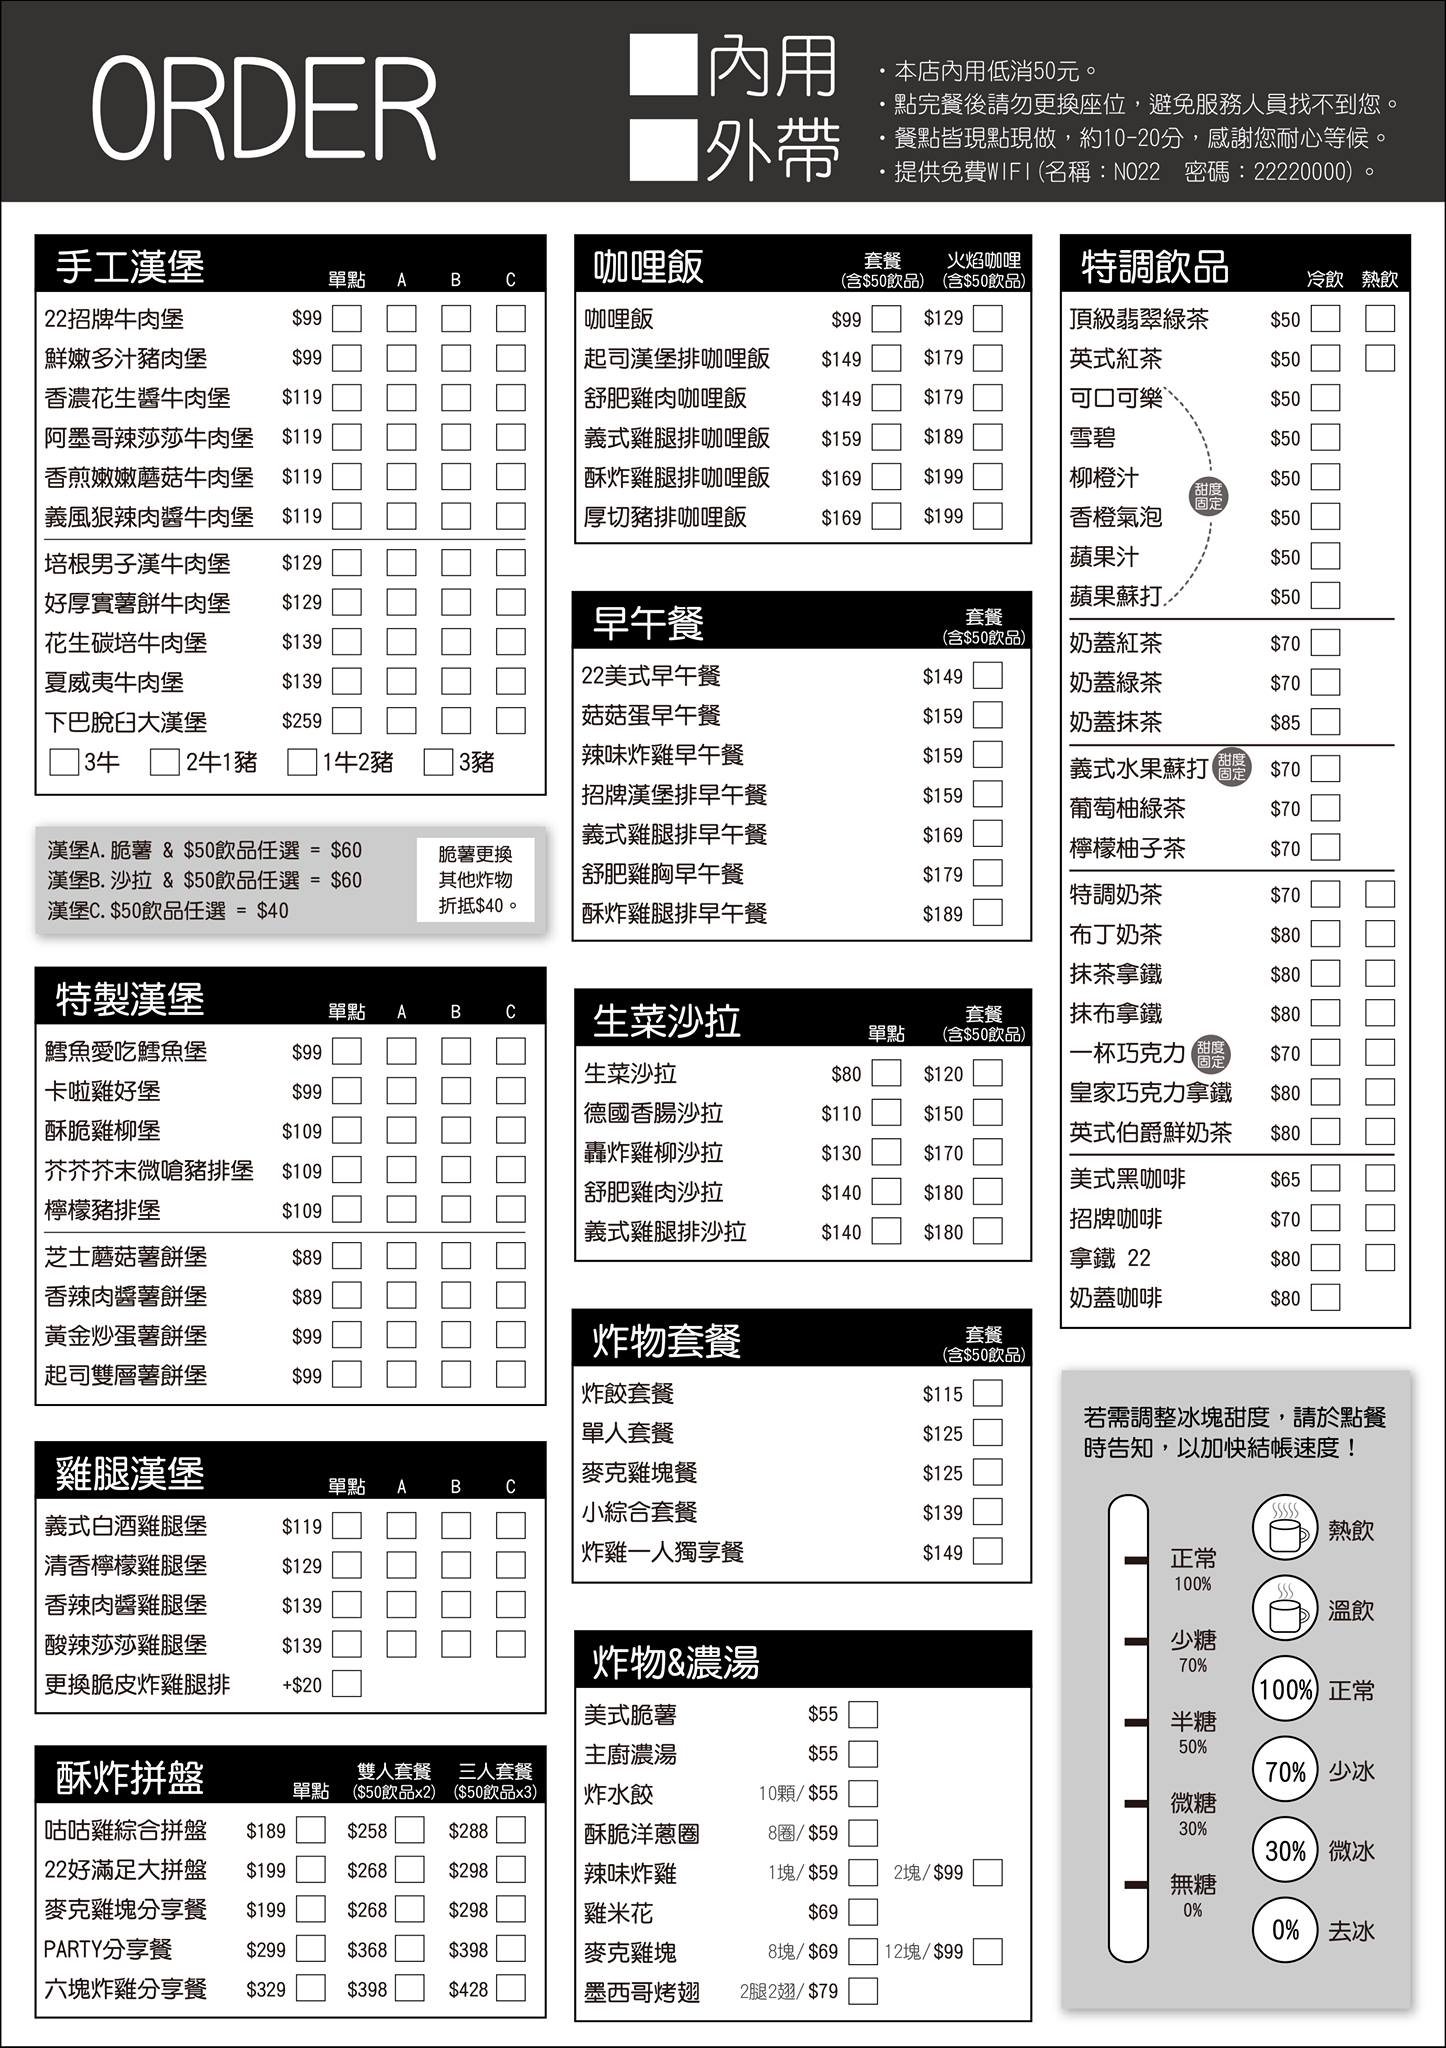 ORDER
內用
外帶
・本店內用低消50元。
・點完餐後請勿更換座位，避免服務人員找不到您。
・餐點皆現點現做，約10-20分，感謝您耐心等候。
・提供免費WIFI(名稱：NO22 密碼：22220000)。
手工漢堡 單點 A B C
22招牌牛肉堡 $99
鮮嫩多汁豬肉堡 $99
香濃花生醬牛肉堡 $119
阿墨哥辣莎莎牛肉堡 $119
香煎嫩嫩蘑菇牛肉堡 $119
義風狠辣肉醬牛肉堡 $119
培根男子漢牛肉堡 $129
好厚實薯餅牛肉堡 $129
花生碳培牛肉堡 $139
夏威夷牛肉堡 $139
下巴脫臼大漢堡 $259
3牛 2牛1豬 1牛2豬 3豬
漢堡A.脆薯 & $50飲品任選 = $60
漢堡B.沙拉 & $50飲品任選 = $60
漢堡C.$50飲品任選 = $40
脆薯更換
其他炸物
折抵$40。
特製漢堡 單點 A B C
鱈魚愛吃鱈魚堡 $99
卡啦雞好堡 $99
酥脆雞柳堡 $109
芥芥芥末微嗆豬排堡 $109
檸檬豬排堡 $109
芝士蘑菇薯餅堡 $89
香辣肉醬薯餅堡 $89
黃金炒蛋薯餅堡 $99
起司雙層薯餅堡 $99
雞腿漢堡 單點 A B C
義式白酒雞腿堡 $119
清香檸檬雞腿堡 $129
香辣肉醬雞腿堡 $139
酸辣莎莎雞腿堡 $139
更換脆皮炸雞腿排 +$20
酥炸拼盤 單點 雙人套餐 三人套餐
($50飲品x2) ($50飲品x3)
咕咕雞綜合拼盤 $189 $258 $288
22好滿足大拼盤 $199 $268 $298
麥克雞塊分享餐 $199 $268 $298
PARTY分享餐 $299 $368 $398
六塊炸雞分享餐 $329 $398 $428
咖哩飯 套餐 火焰咖哩
(含$50飲品) (含$50飲品)
咖哩飯 $99 $129
起司漢堡排咖哩飯 $149 $179
舒肥雞肉咖哩飯 $149 $179
義式雞腿排咖哩飯 $159 $189
酥炸雞腿排咖哩飯 $169 $199
厚切豬排咖哩飯 $169 $199
早午餐 套餐
(含$50飲品)
22美式早午餐 $149
菇菇蛋早午餐 $159
辣味炸雞早午餐 $159
招牌漢堡排早午餐 $159
義式雞腿排早午餐 $169
舒肥雞胸早午餐 $179
酥炸雞腿排早午餐 $189
生菜沙拉 單點 套餐
(含$50飲品)
生菜沙拉 $80 $120
德國香腸沙拉 $110 $150
轟炸雞柳沙拉 $130 $170
舒肥雞肉沙拉 $140 $180
義式雞腿排沙拉 $140 $180
炸物套餐 套餐
(含$50飲品)
炸餃套餐 $115
單人套餐 $125
麥克雞塊餐 $125
小綜合套餐 $139
炸雞一人獨享餐 $149
炸物&濃湯
美式脆薯 $55
主廚濃湯 $55
炸水餃 10顆/$55
酥脆洋蔥圈 8圈/$59
辣味炸雞 1塊/$59 2塊/$99
雞米花 $69
麥克雞塊 8塊/$69 12塊/$99
墨西哥烤翅 2腿2翅/$79
特調飲品 冷飲 熱飲
頂級翡翠綠茶 $50
英式紅茶 $50
可口可樂 $50
雪碧 $50
柳橙汁 $50
甜度
固定
香橙氣泡 $50
蘋果汁 $50
蘋果蘇打 $50
奶蓋紅茶 $70
奶蓋綠茶 $70
奶蓋抹茶 $85
義式水果蘇打 甜度固定 $70
葡萄柚綠茶 $70
檸檬柚子茶 $70
特調奶茶 $70
布丁奶茶 $80
抹茶拿鐵 $80
抹布拿鐵 $80
一杯巧克力 甜度固定 $70
皇家巧克力拿鐵 $80
英式伯爵鮮奶茶 $80
美式黑咖啡 $65
招牌咖啡 $70
拿鐵 22 $80
奶蓋咖啡 $80
若需調整冰塊甜度，請於點餐
時告知，以加快結帳速度！
正常
100%
少糖
70%
半糖
50%
微糖
30%
無糖
0%
熱飲
溫飲
100% 正常
70% 少冰
30% 微冰
0% 去冰